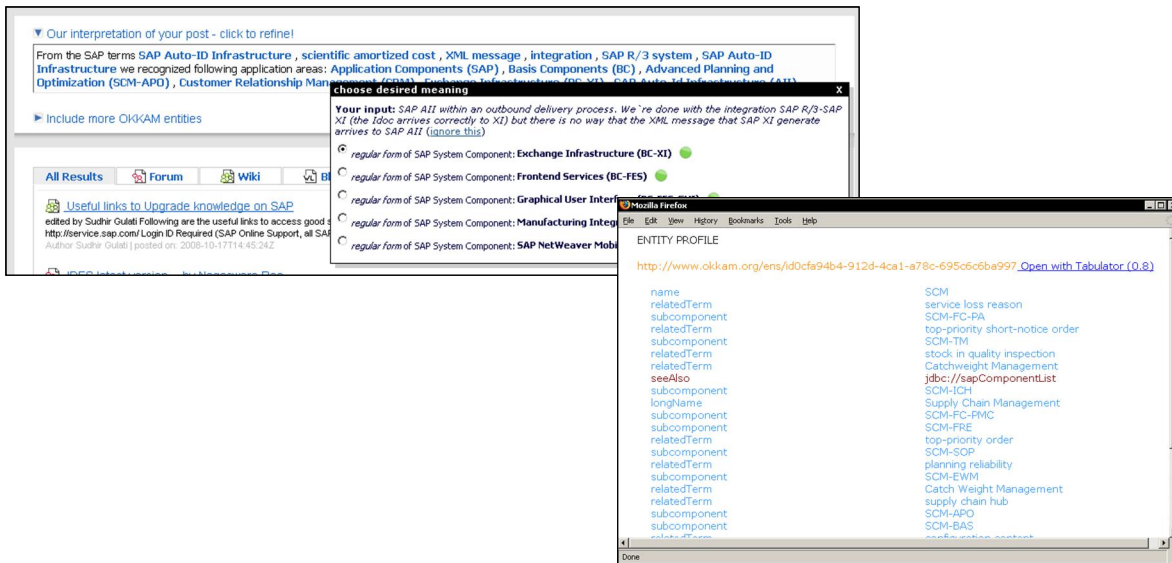 Our interpretation of your post - click to refine!
From the SAP terms SAP Auto-ID Infrastructure , scientific amortized cost , XML message , integration , SAP R/3 system , SAP Auto-ID
Infrastructure we recognized following application areas: Application Components (SAP) , Basis Components (BC) , Advanced Planning and
Optimization (SCM-APO) , Customer Relationship Management (CRM) , Exchange Infrastructure (BC-XI) , SAP Auto-Id Infrastructure (AII)
Include more OKKAM entities
choose desired meaning X
Your input: SAP AII within an outbound delivery process. We`re done with the integration SAP R/3-SAP
XI (the Idoc arrives correctly to XI) but there is no way that the XML message that SAP XI generate
arrives to SAP AII (ignore this)
regular form of SAP System Component: Exchange Infrastructure (BC-XI)
regular form of SAP System Component: Frontend Services (BC-FES)
regular form of SAP System Component: Graphical User Interf
regular form of SAP System Component: Manufacturing Integ
regular form of SAP System Component: SAP NetWeaver Mobi
All Results Forum Wiki Bl
Useful links to Upgrade knowledge on SAP
edited by Sudhir Gulati Following are the useful links to access good s
http://service.sap.com/ Login ID Required (SAP Online Support, all SAP
Author Sudhir Gulati | posted on: 2008-10-17T14:45:24Z
Mozilla Firefox
File Edit View History Bookmarks Tools Help
ENTITY PROFILE
http://www.okkam.org/ens/id0cfa94b4-912d-4ca1-a78c-695c6c6ba997 Open with Tabulator (0.8)
name SCM
relatedTerm service loss reason
subcomponent SCM-FC-PA
relatedTerm top-priority short-notice order
subcomponent SCM-TM
relatedTerm stock in quality inspection
relatedTerm Catchweight Management
seeAlso jdbc://sapComponentList
subcomponent SCM-ICH
longName Supply Chain Management
subcomponent SCM-FC-PMC
subcomponent SCM-FRE
relatedTerm top-priority order
subcomponent SCM-SOP
relatedTerm planning reliability
subcomponent SCM-EWM
relatedTerm Catch Weight Management
relatedTerm supply chain hub
subcomponent SCM-APO
subcomponent SCM-BAS
relatedTerm configuration content
Done